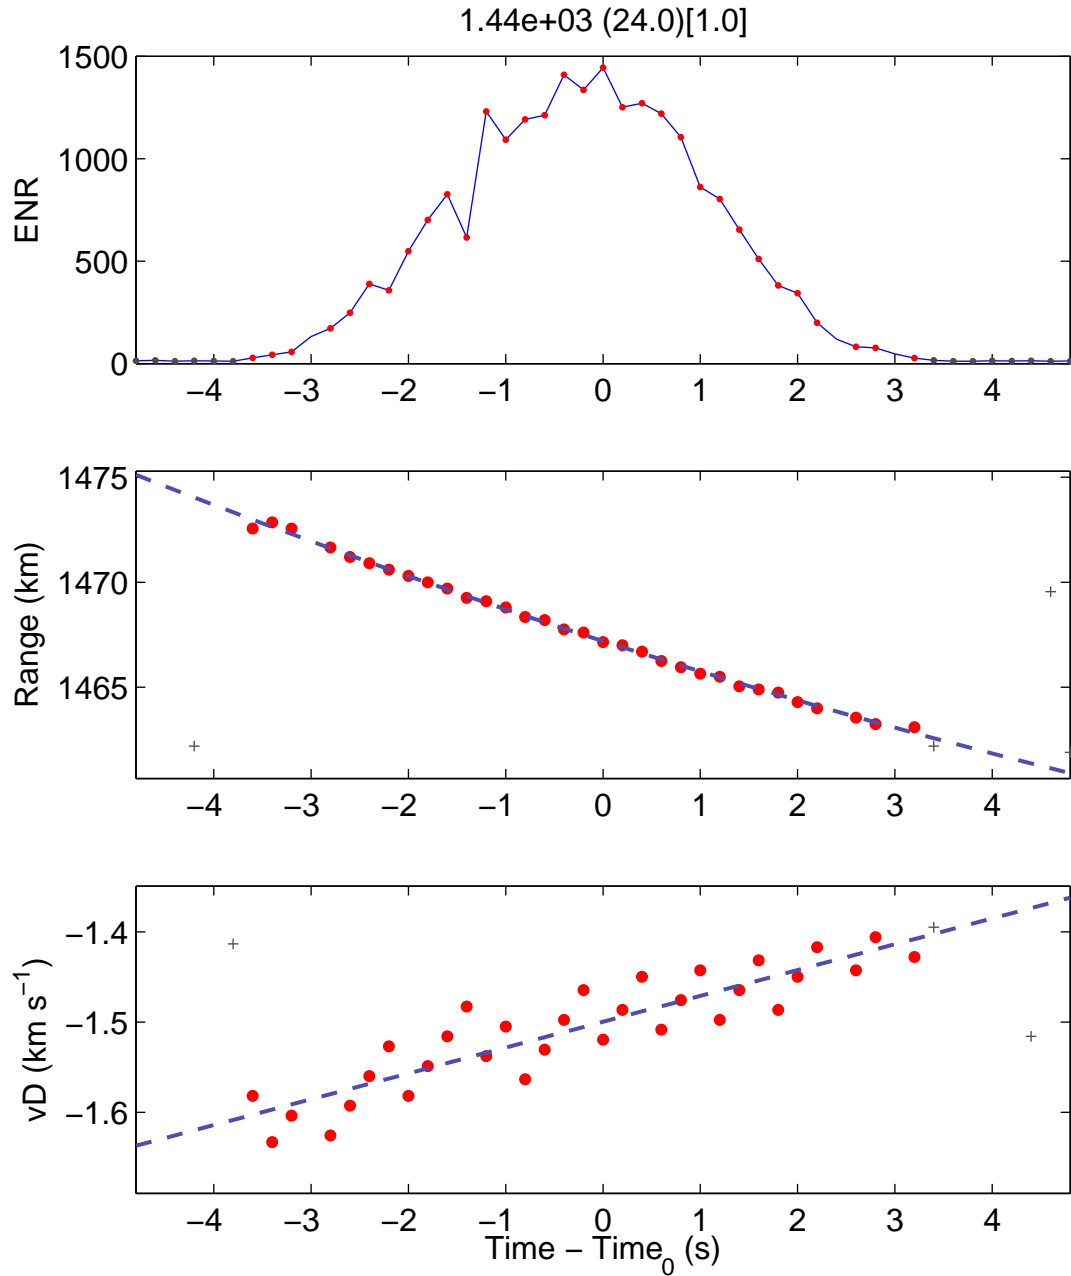 1.44e+03 (24.0)[1.0]
1500
1000
500
0
ENR
−4 −3 −2 −1 0 1 2 3 4
1475
1470
1465
Range (km)
−4 −3 −2 −1 0 1 2 3 4
−1.4
−1.5
−1.6
vD (km s−1)
−4 −3 −2 −1 0 1 2 3 4
Time − Time0 (s)